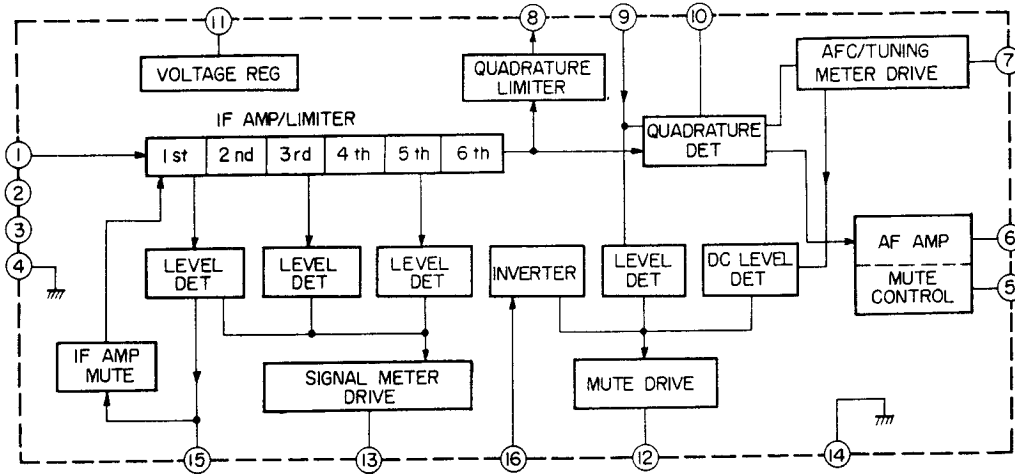 11
8
9
10
VOLTAGE REG
QUADRATURE
LIMITER
AFC/TUNING
METER DRIVE
7
IF AMP/LIMITER
1
1st 2nd 3rd 4th 5th 6th
QUADRATURE
DET
2
3
4
LEVEL
DET
LEVEL
DET
LEVEL
DET
INVERTER
LEVEL
DET
DC LEVEL
DET
AF AMP
MUTE
CONTROL
6
5
IF AMP
MUTE
SIGNAL METER
DRIVE
MUTE DRIVE
15
13
16
12
14